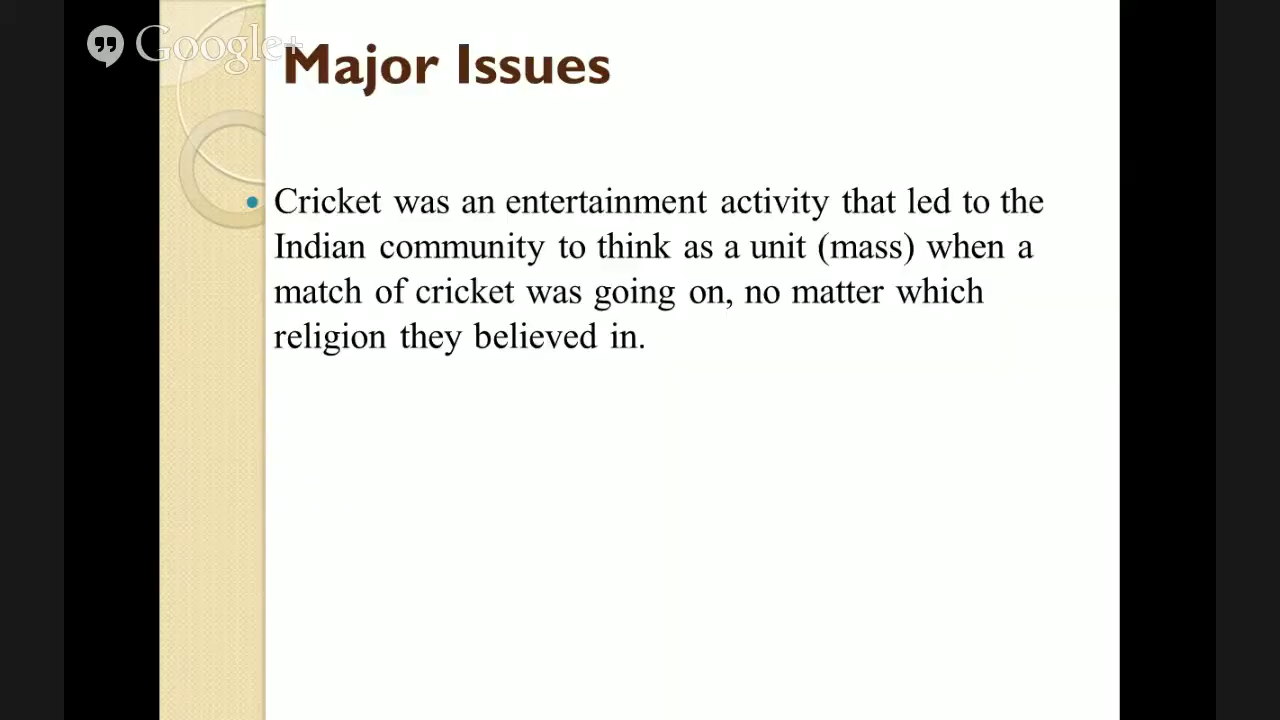 Google+
Major Issues
Cricket was an entertainment activity that led to the
Indian community to think as a unit (mass) when a
match of cricket was going on, no matter which
religion they believed in.